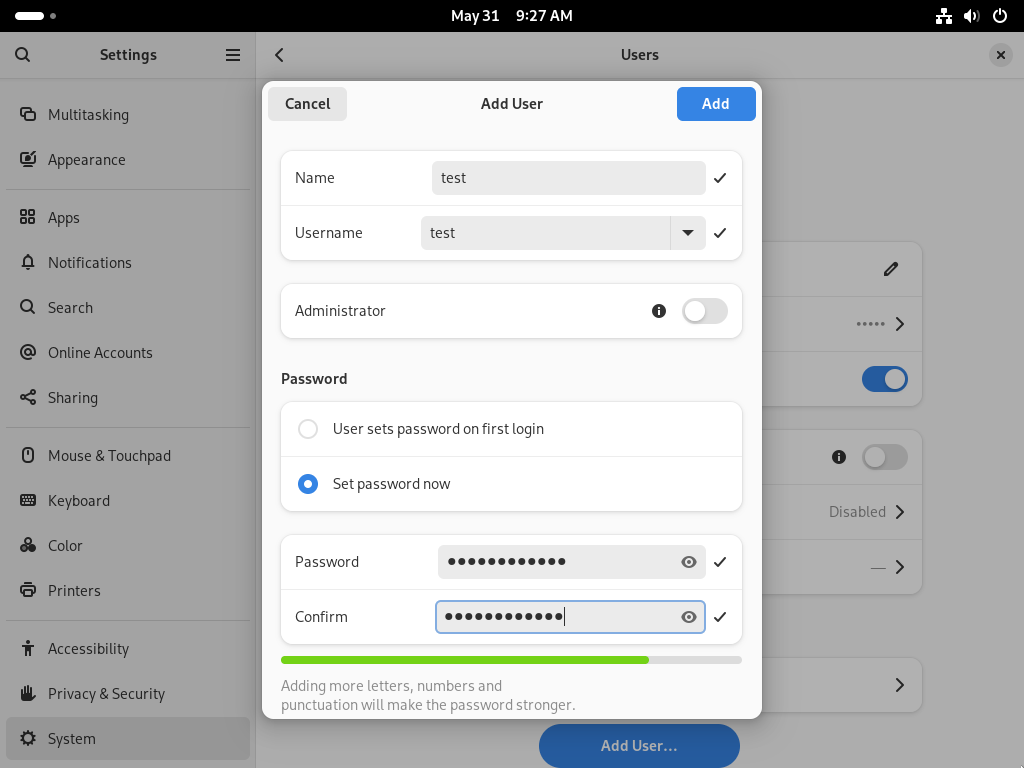 May 31 9:27 AM
Settings
Users
Multitasking
Appearance
Apps
Notifications
Search
Online Accounts
Sharing
Mouse & Touchpad
Keyboard
Color
Printers
Accessibility
Privacy & Security
System
Cancel
Add User
Add
Name
test
Username
test
Administrator
Password
User sets password on first login
Set password now
Password
●●●●●●●●●●●●
Confirm
●●●●●●●●●●●●
Adding more letters, numbers and
punctuation will make the password stronger.
•••••
Disabled
—
Add User...